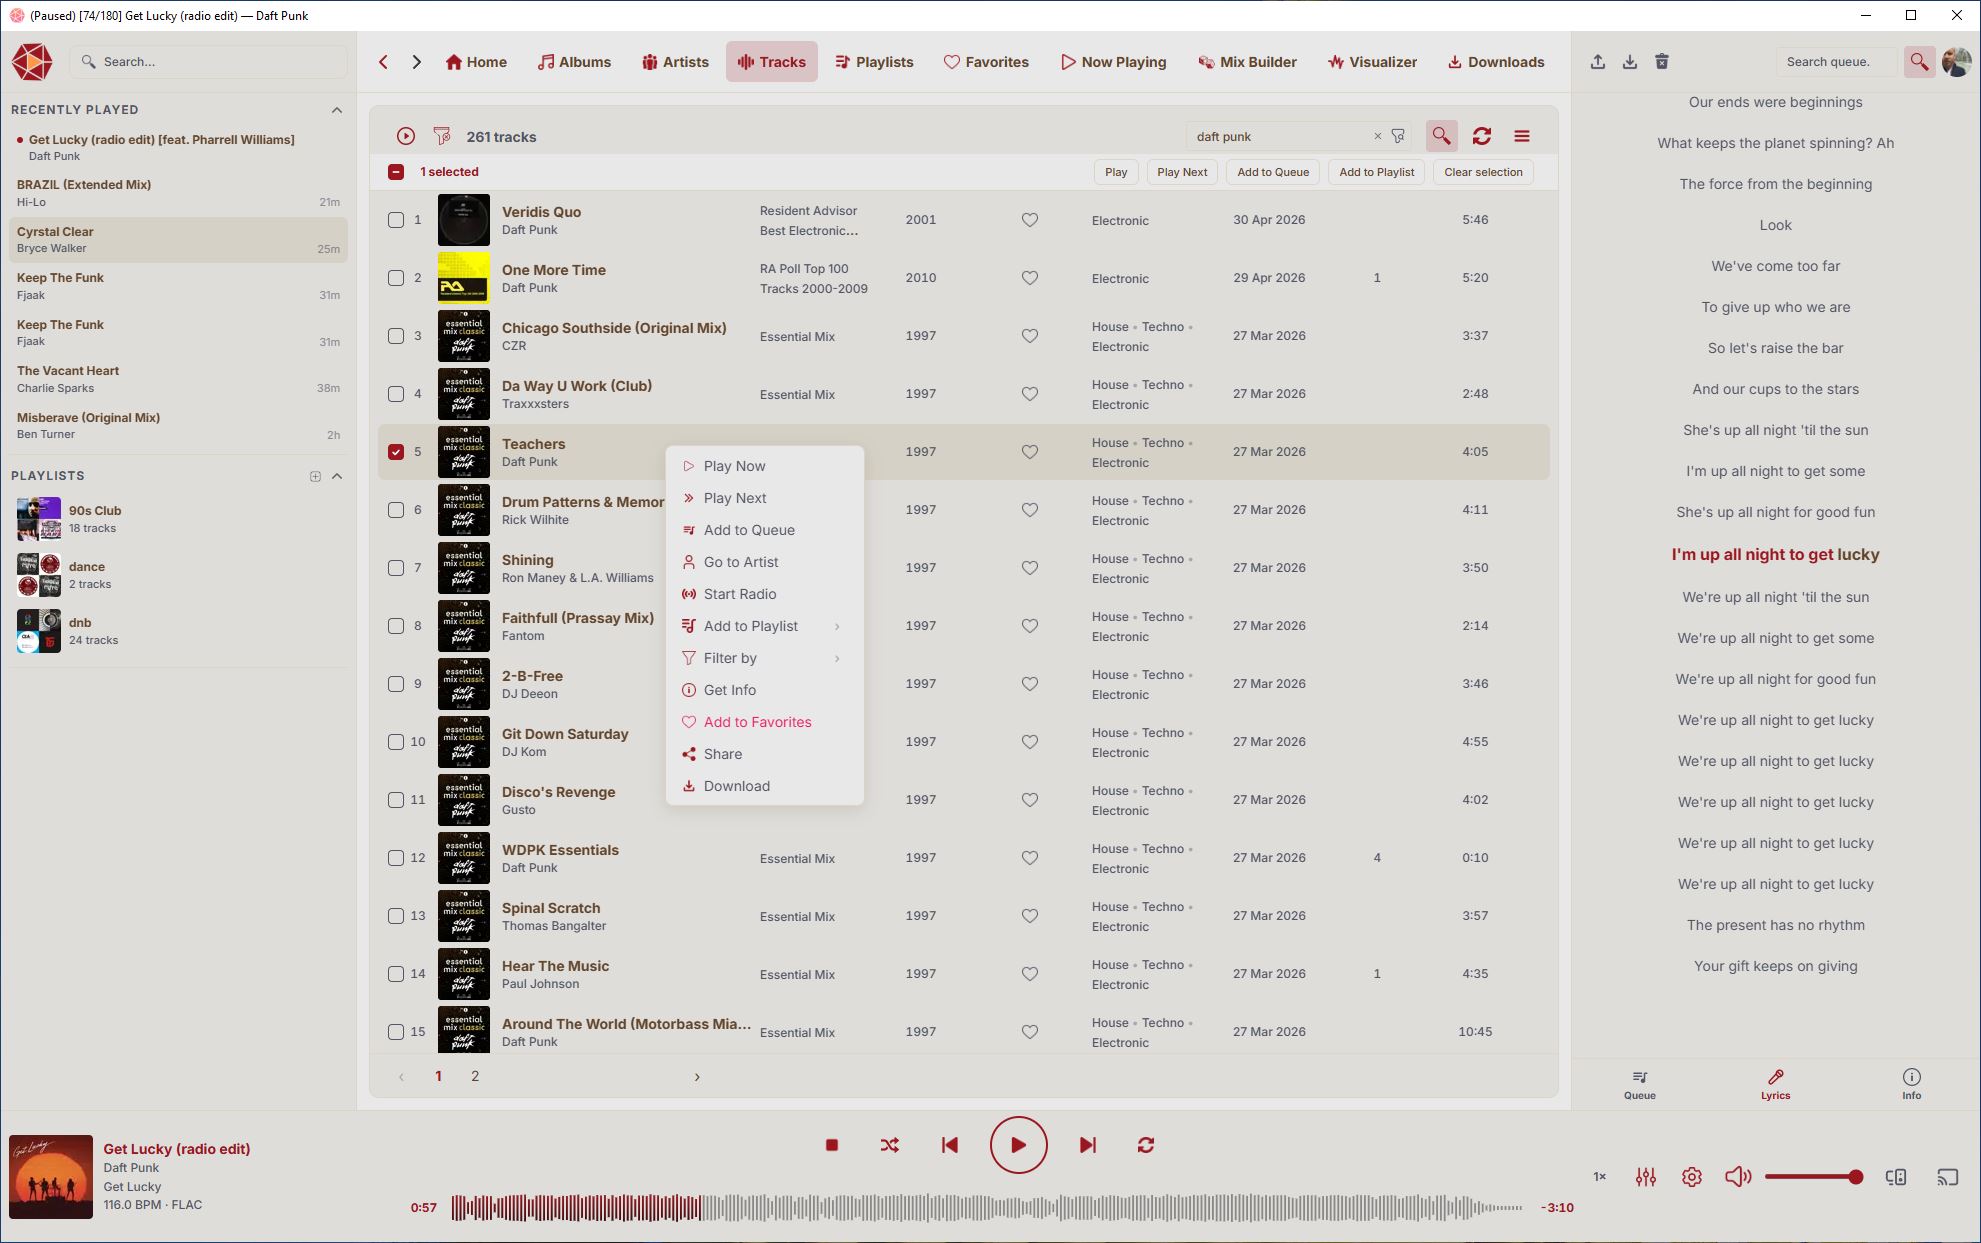 (Paused) [74/180] Get Lucky (radio edit) — Daft Punk
Search...
Home
Albums
Artists
Tracks
Playlists
Favorites
Now Playing
Mix Builder
Visualizer
Downloads
Search queue.
RECENTLY PLAYED
Get Lucky (radio edit) [feat. Pharrell Williams]
Daft Punk
BRAZIL (Extended Mix)
Hi-Lo 21m
Cyrstal Clear
Bryce Walker 25m
Keep The Funk
Fjaak 31m
Keep The Funk
Fjaak 31m
The Vacant Heart
Charlie Sparks 38m
Misberave (Original Mix)
Ben Turner 2h
PLAYLISTS
90s Club
18 tracks
dance
2 tracks
dnb
24 tracks
261 tracks
daft punk
1 selected
Play
Play Next
Add to Queue
Add to Playlist
Clear selection
1 Veridis Quo
Daft Punk
Resident Advisor
Best Electronic...
2001 Electronic 30 Apr 2026 5:46
2 One More Time
Daft Punk
RA Poll Top 100
Tracks 2000-2009
2010 Electronic 29 Apr 2026 1 5:20
3 Chicago Southside (Original Mix)
CZR
Essential Mix 1997 House • Techno •
Electronic
27 Mar 2026 3:37
4 Da Way U Work (Club)
Traxxxsters
Essential Mix 1997 House • Techno •
Electronic
27 Mar 2026 2:48
5 Teachers
Daft Punk
1997 House • Techno •
Electronic
27 Mar 2026 4:05
6 Drum Patterns & Memor
Rick Wilhite
1997 House • Techno •
Electronic
27 Mar 2026 4:11
7 Shining
Ron Maney & L.A. Williams
1997 House • Techno •
Electronic
27 Mar 2026 3:50
8 Faithfull (Prassay Mix)
Fantom
1997 House • Techno •
Electronic
27 Mar 2026 2:14
9 2-B-Free
DJ Deeon
1997 House • Techno •
Electronic
27 Mar 2026 3:46
10 Git Down Saturday
DJ Kom
1997 House • Techno •
Electronic
27 Mar 2026 4:55
11 Disco's Revenge
Gusto
1997 House • Techno •
Electronic
27 Mar 2026 4:02
12 WDPK Essentials
Daft Punk
Essential Mix 1997 House • Techno •
Electronic
27 Mar 2026 4 0:10
13 Spinal Scratch
Thomas Bangalter
Essential Mix 1997 House • Techno •
Electronic
27 Mar 2026 3:57
14 Hear The Music
Paul Johnson
Essential Mix 1997 House • Techno •
Electronic
27 Mar 2026 1 4:35
15 Around The World (Motorbass Mia...
Daft Punk
Essential Mix 1997 House • Techno •
Electronic
27 Mar 2026 10:45
Play Now
Play Next
Add to Queue
Go to Artist
Start Radio
Add to Playlist
Filter by
Get Info
Add to Favorites
Share
Download
1 2
Our ends were beginnings
What keeps the planet spinning? Ah
The force from the beginning
Look
We've come too far
To give up who we are
So let's raise the bar
And our cups to the stars
She's up all night 'til the sun
I'm up all night to get some
She's up all night for good fun
I'm up all night to get lucky
We're up all night 'til the sun
We're up all night to get some
We're up all night for good fun
We're up all night to get lucky
We're up all night to get lucky
We're up all night to get lucky
We're up all night to get lucky
We're up all night to get lucky
The present has no rhythm
Your gift keeps on giving
Queue
Lyrics
Info
Get Lucky (radio edit)
Daft Punk
Get Lucky
116.0 BPM · FLAC
0:57
-3:10
1×